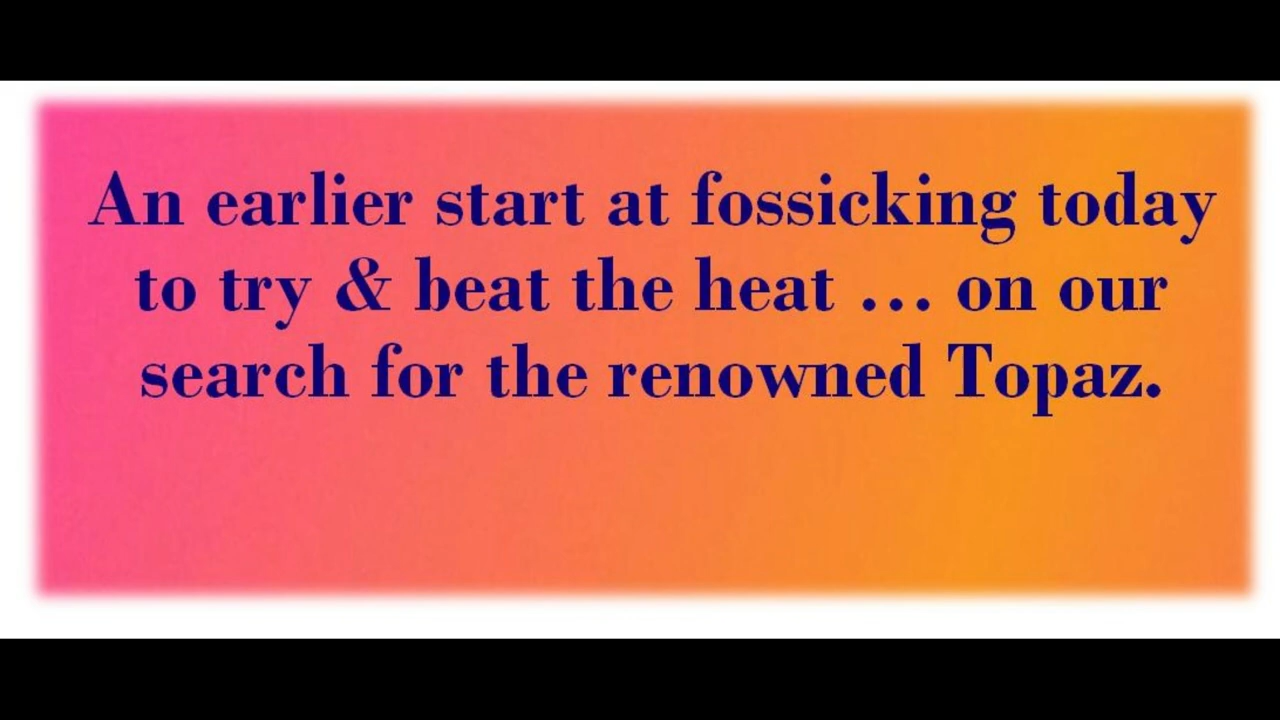 An earlier start at fossicking today
to try & beat the heat … on our
search for the renowned Topaz.